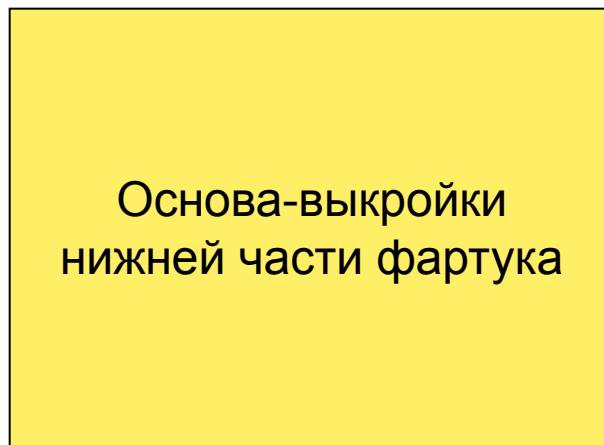 Основа-выкройки
нижней части фартука